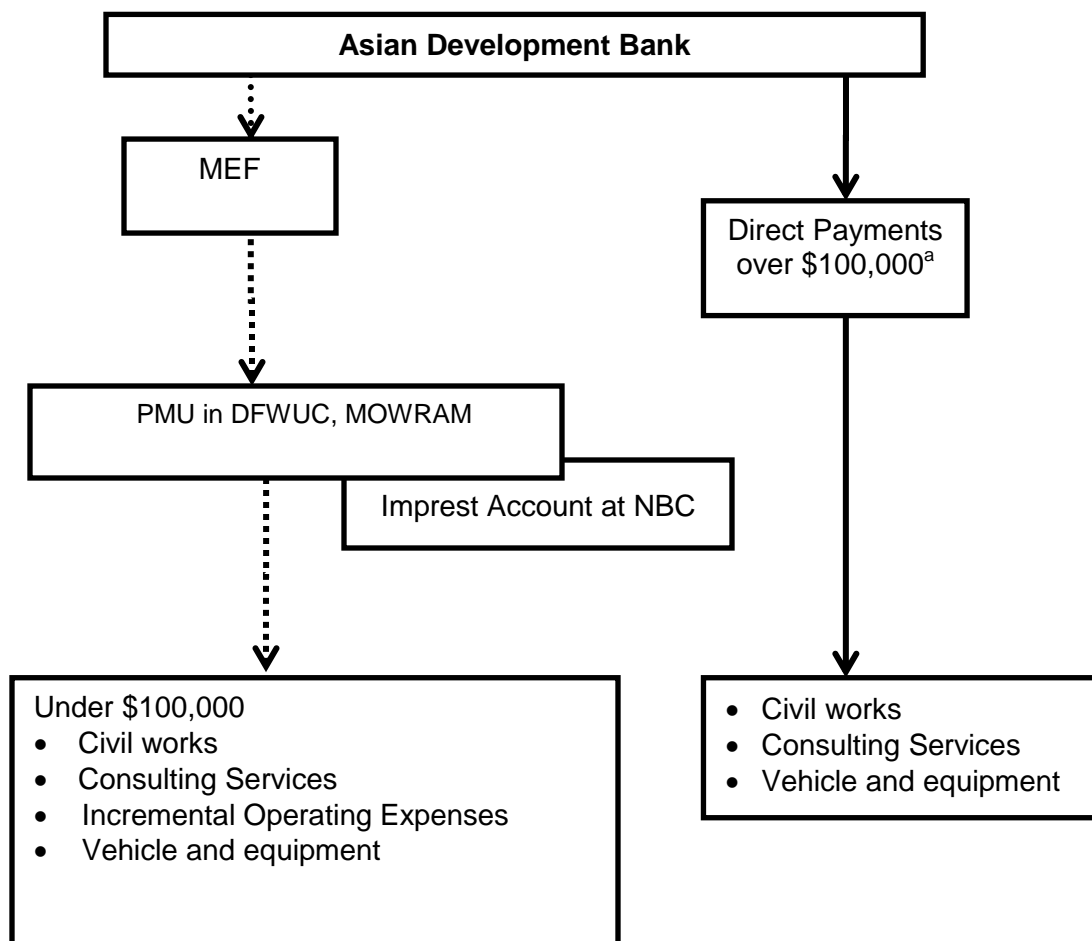 Asian Development Bank
MEF
Direct Payments
over $100,000ᵃ
PMU in DFWUC, MOWRAM
Imprest Account at NBC
Under $100,000
• Civil works
• Consulting Services
• Incremental Operating Expenses
• Vehicle and equipment
• Civil works
• Consulting Services
• Vehicle and equipment